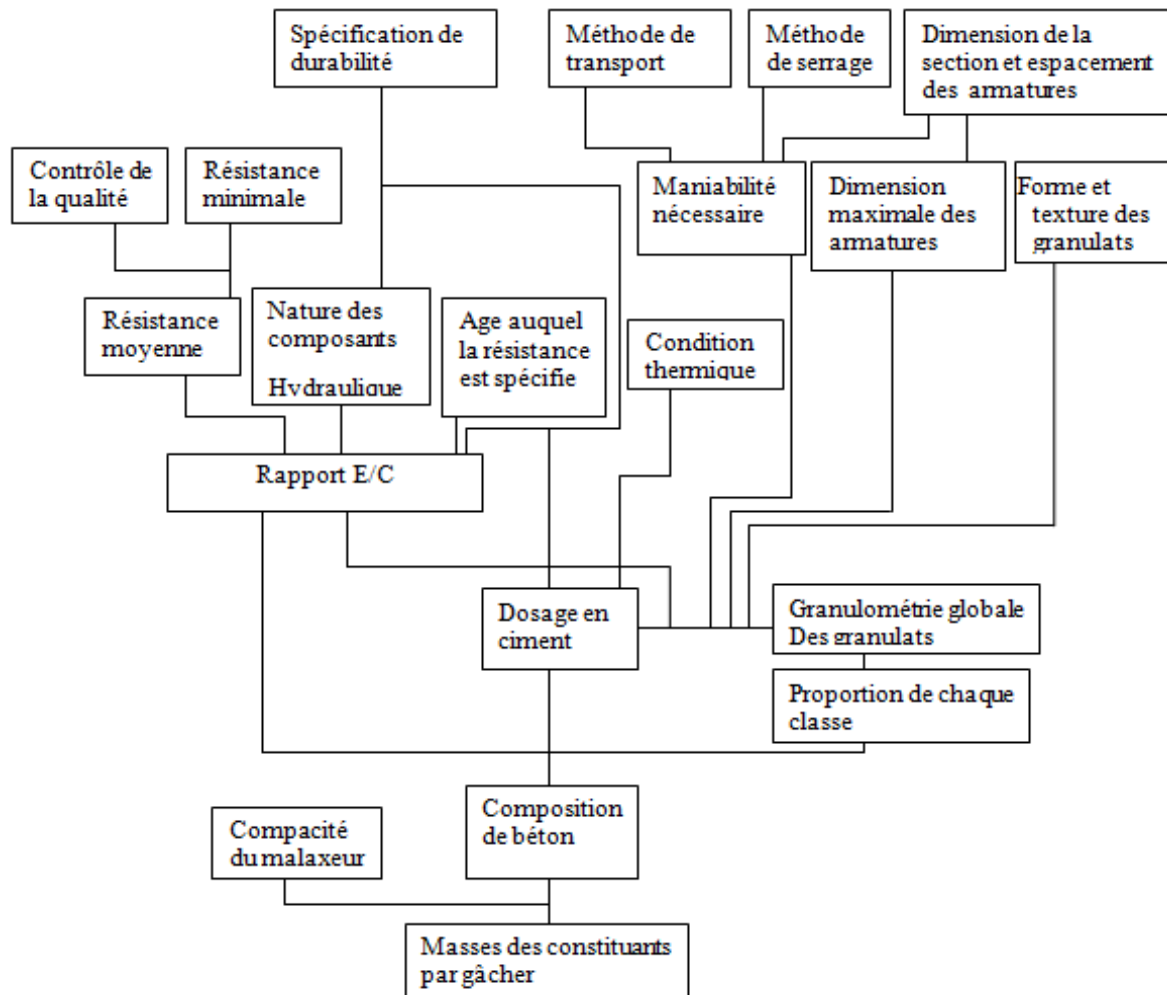 Spécification de
durabilité
Méthode de
transport
Méthode
de serrage
Dimension de la
section et espacement
des armatures
Contrôle de
la qualité
Résistance
minimale
Maniabilité
nécessaire
Dimension
maximale des
armatures
Forme et
texture des
granulats
Résistance
moyenne
Nature des
composants
Hydraulique
Age auquel
la résistance
est spécifie
Condition
thermique
Rapport E/C
Dosage en
ciment
Granulométrie globale
Des granulats
Proportion de chaque
classe
Composition
de béton
Compacité
du malaxeur
Masses des constituants
par gâcher